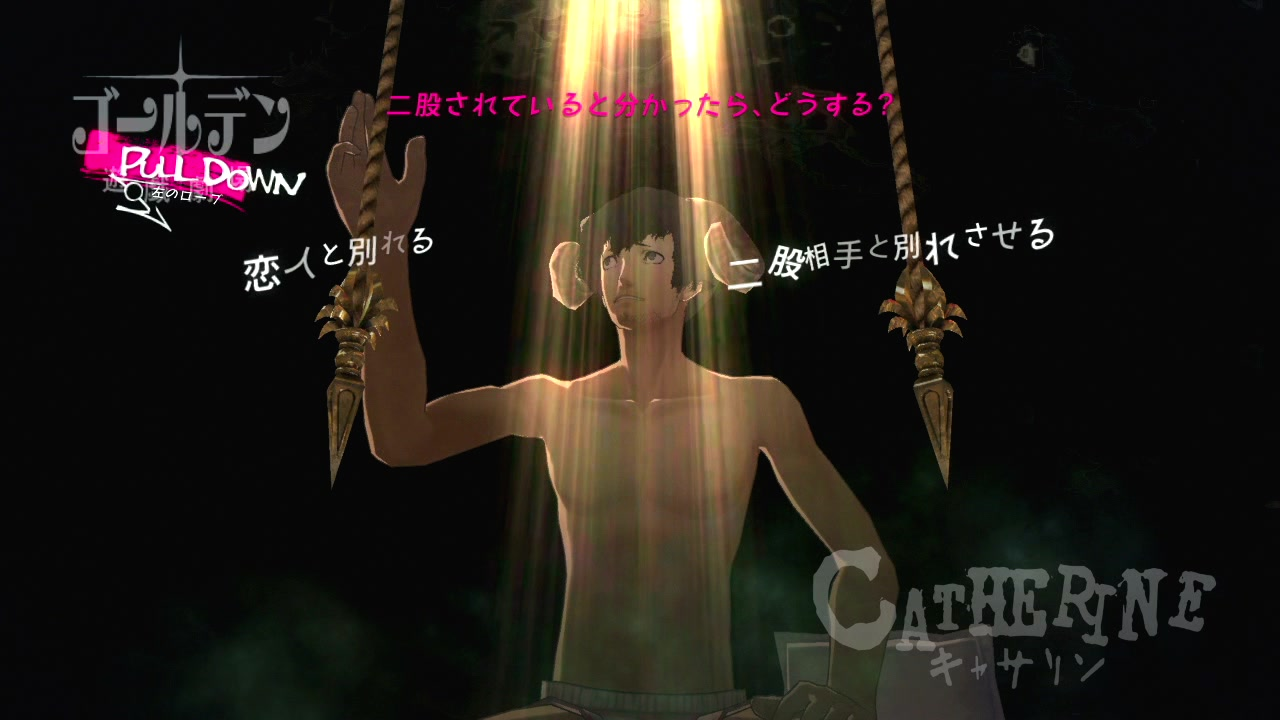 二股されていると分かったら、どうする?
ゴールデン
PULL DOWN
左のロープ
恋人と別れる
二股相手と別れさせる
CATHERINE
キャサリン